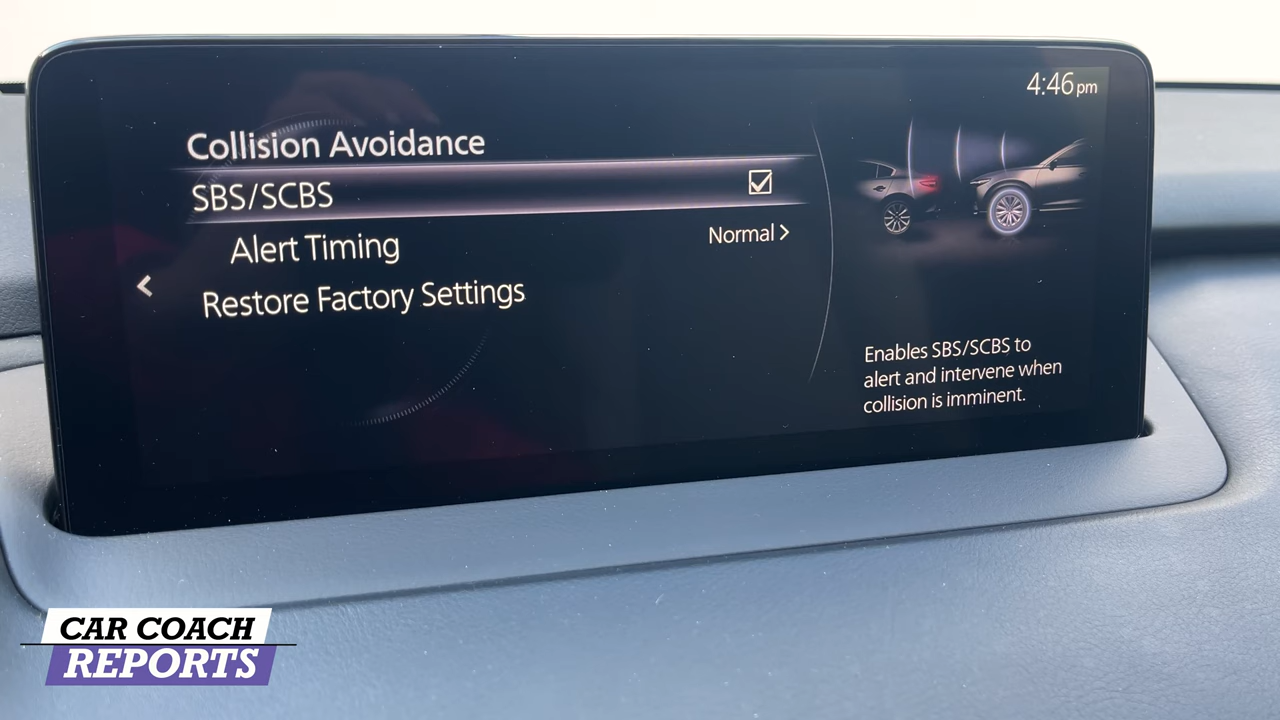 4:46 pm
Collision Avoidance
SBS/SCBS
Alert Timing
Normal
Restore Factory Settings
Enables SBS/SCBS to
alert and intervene when
collision is imminent.
CAR COACH
REPORTS